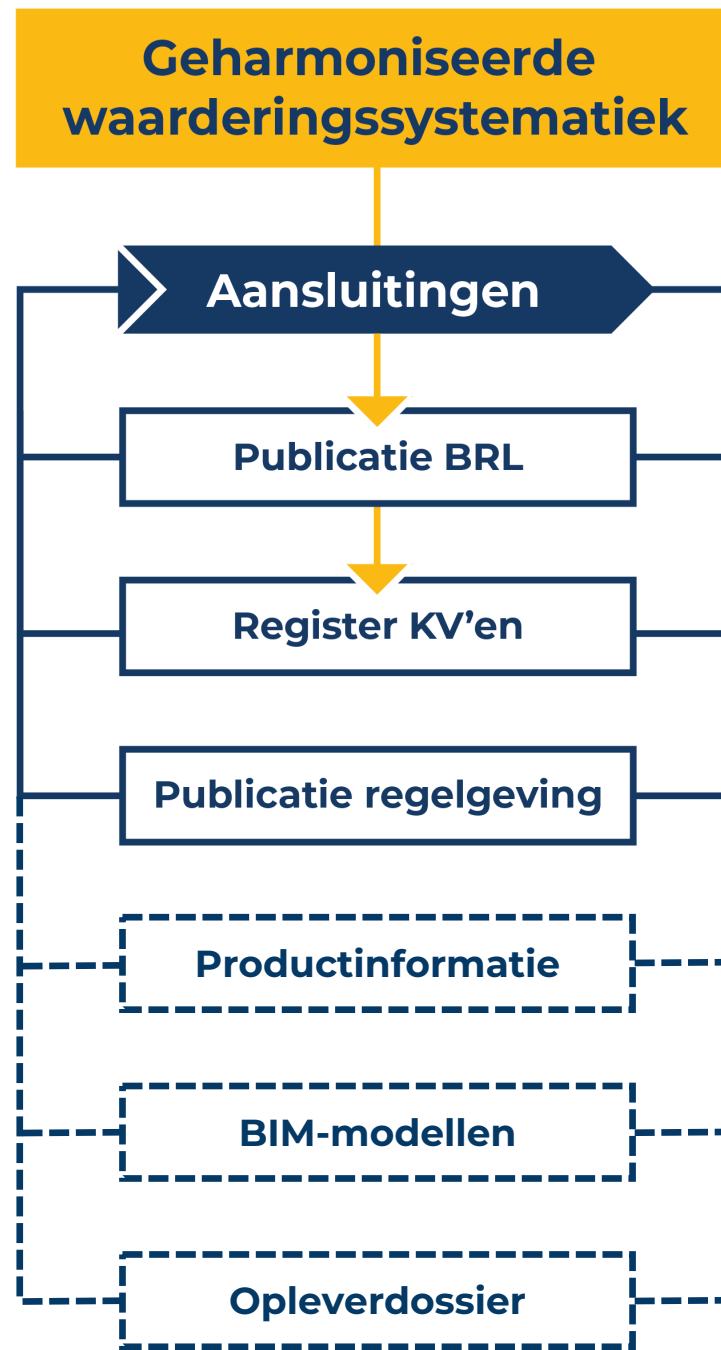 Geharmoniseerde
waarderingssystematiek
Aansluitingen
Publicatie BRL
Register KV’en
Publicatie regelgeving
Productinformatie
BIM-modellen
Opleverdossier